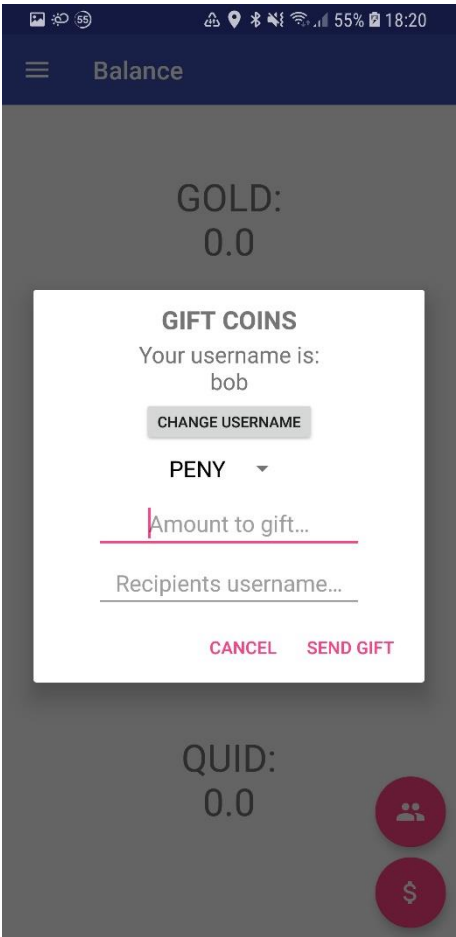 55 55% 18:20
Balance
GOLD:
0.0
GIFT COINS
Your username is:
bob
CHANGE USERNAME
PENY
Amount to gift...
Recipients username...
CANCEL SEND GIFT
QUID:
0.0
$